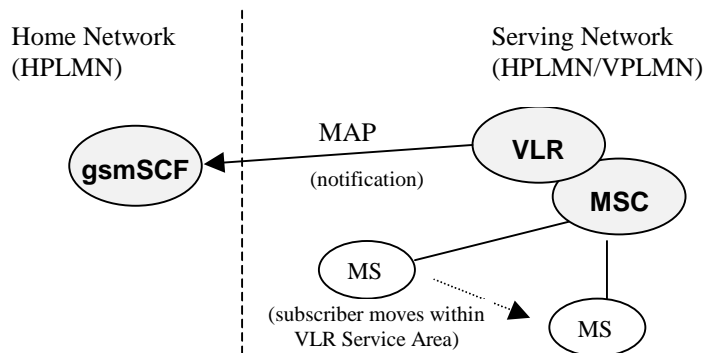 Home Network
(HPLMN)
Serving Network
(HPLMN/VPLMN)
MAP
VLR
gsmSCF
(notification)
MSC
MS
(subscriber moves within
VLR Service Area)
MS